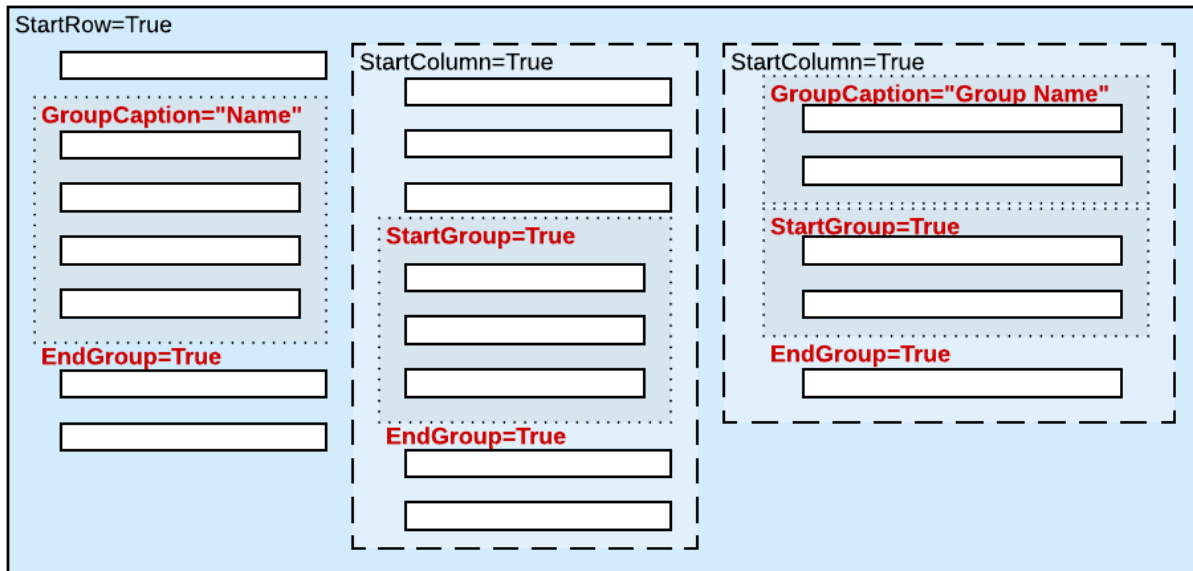 StartRow=True
GroupCaption="Name"
EndGroup=True
StartColumn=True
StartGroup=True
EndGroup=True
StartColumn=True
GroupCaption="Group Name"
StartGroup=True
EndGroup=True